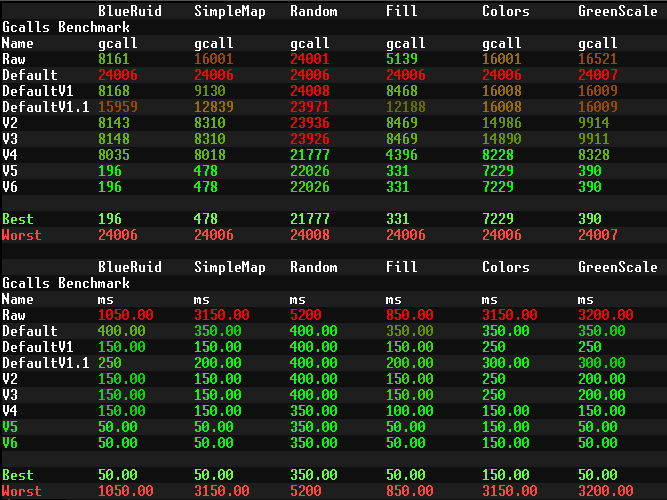 BlueRuid SimpleMap Random Fill Colors GreenScale
Gcalls Benchmark
Name gcall gcall gcall gcall gcall gcall
Raw 8161 16001 24001 5139 16001 16521
Default 24006 24006 24006 24006 24006 24007
DefaultV1 8168 9130 24008 8468 16008 16009
DefaultV1.1 15959 12839 23971 12188 16008 16009
V2 8143 8310 23936 8469 14986 9914
V3 8148 8310 23926 8469 14890 9911
V4 8035 8018 21777 4396 8228 8328
V5 196 478 22026 331 7229 390
V6 196 478 22026 331 7229 390
Best 196 478 21777 331 7229 390
Worst 24006 24006 24008 24006 24006 24007
BlueRuid SimpleMap Random Fill Colors GreenScale
Gcalls Benchmark
Name ms ms ms ms ms ms
Raw 1050.00 3150.00 5200 850.00 3150.00 3200.00
Default 400.00 350.00 400.00 350.00 350.00 350.00
DefaultV1 150.00 150.00 400.00 150.00 250 250
DefaultV1.1 250 200.00 400.00 200.00 300.00 300.00
V2 150.00 150.00 400.00 150.00 250 200.00
V3 150.00 150.00 400.00 150.00 250 200.00
V4 150.00 150.00 350.00 100.00 150.00 150.00
V5 50.00 50.00 350.00 50.00 150.00 50.00
V6 50.00 50.00 350.00 50.00 150.00 50.00
Best 50.00 50.00 350.00 50.00 150.00 50.00
Worst 1050.00 3150.00 5200 850.00 3150.00 3200.00